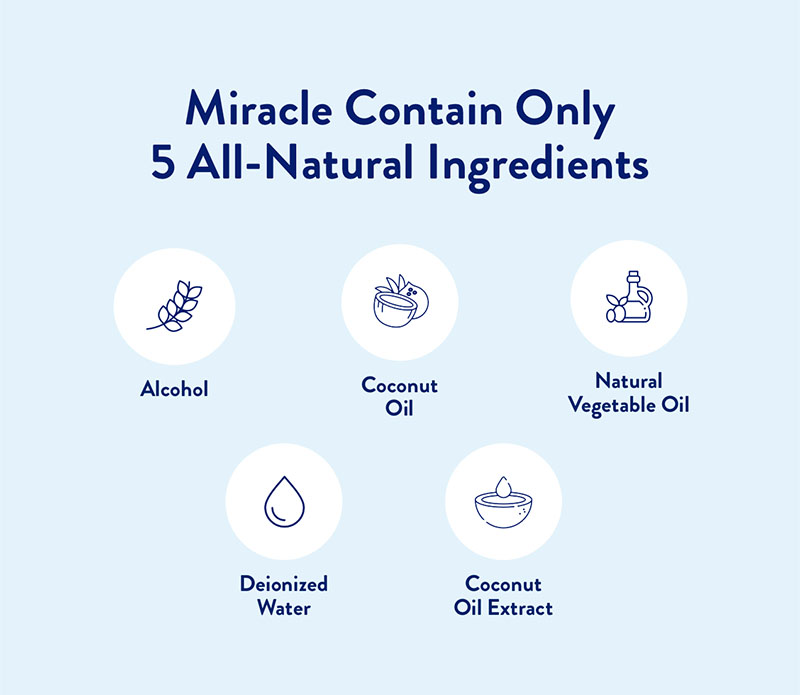 Miracle Contain Only
5 All-Natural Ingredients
Alcohol
Coconut
Oil
Natural
Vegetable Oil
Deionized
Water
Coconut
Oil Extract